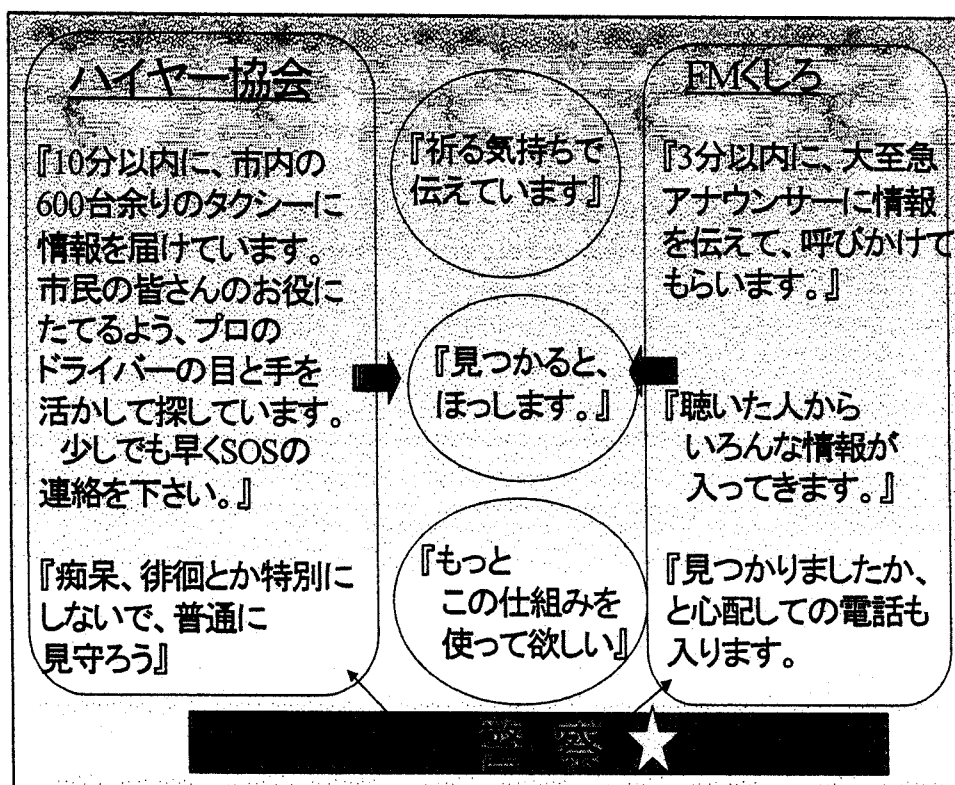 ハイヤー協会
『10分以内に、市内の
600台余りのタクシーに
情報を届けています。
市民の皆さんのお役に
たてるよう、プロの
ドライバーの目と手を
活かして探しています。
少しでも早くSOSの
連絡を下さい。』
『痴呆、徘徊とか特別に
しないで、普通に
見守ろう』
『祈る気持ちで
伝えています』
『見つかると、
ほっします。』
『もっと
この仕組みを
使って欲しい』
FMくしろ
『3分以内に、大至急
アナウンサーに情報
を伝えて、呼びかけて
もらいます。』
『聴いた人から
いろんな情報が
入ってきます。』
『見つかりましたか、
と心配しての電話も
入ります。
警察